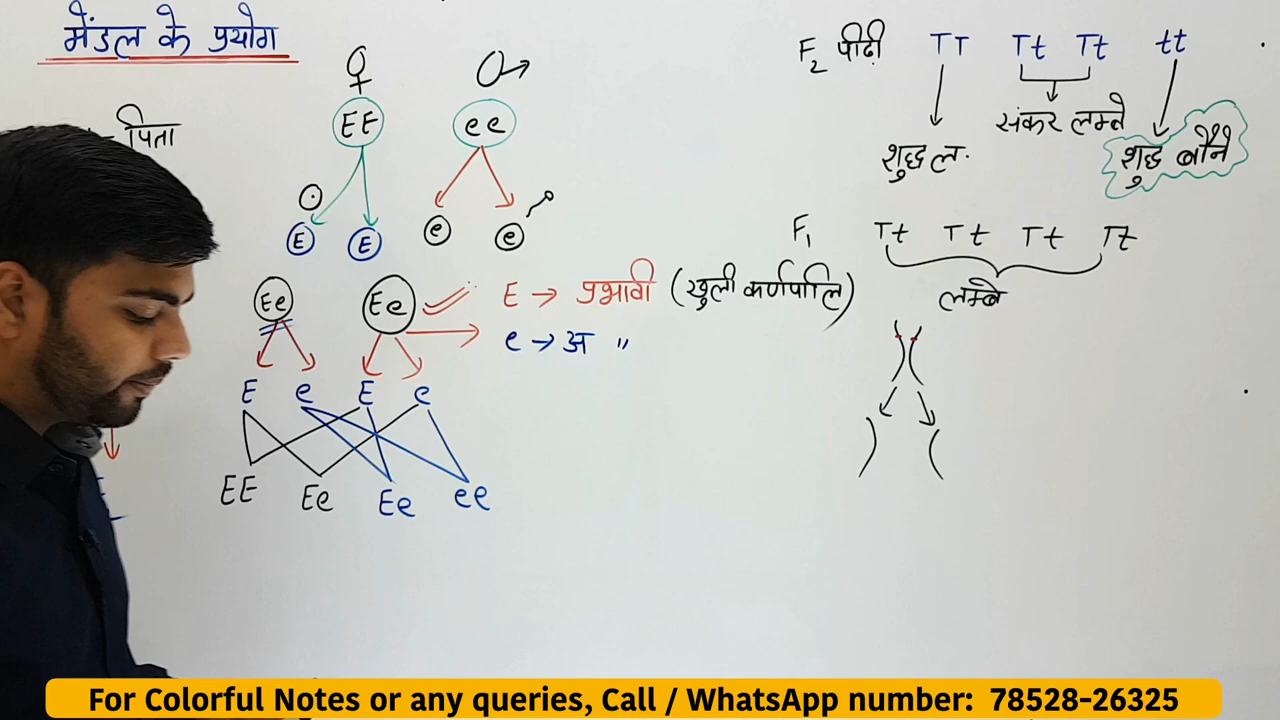 मेंडल के प्रयोग
पिता
EE ee
E E e e
Ee Ee
E → प्रभावी (खुली कर्णपालि)
e → अ "
E e E e
EE Ee Ee ee
F2 पीढ़ी TT Tt Tt tt
संकर लम्बे
शुद्ध ल. शुद्ध बौने
F1 Tt Tt Tt Tt
लम्बे
For Colorful Notes or any queries, Call / WhatsApp number: 78528-26325